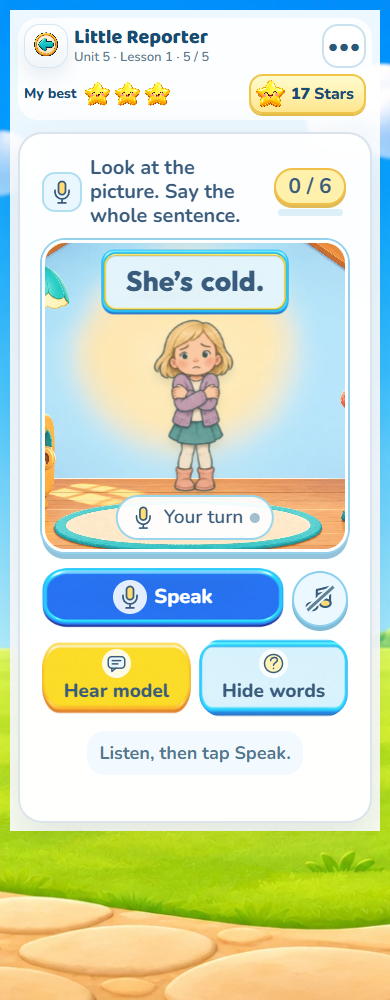 Little Reporter
Unit 5 · Lesson 1 · 5 / 5
My best
17 Stars
Look at the
picture. Say the
whole sentence.
0 / 6
She's cold.
Your turn
Speak
Hear model
Hide words
Listen, then tap Speak.